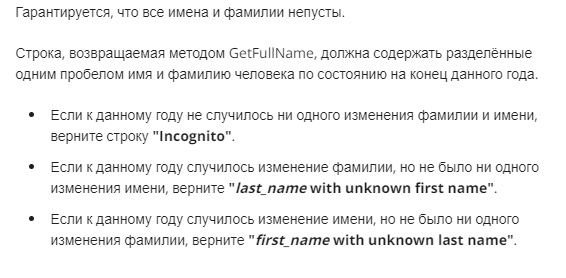 Гарантируется, что все имена и фамилии непусты.
Строка, возвращаемая методом GetFullName, должна содержать разделённые
одним пробелом имя и фамилию человека по состоянию на конец данного года.
• Если к данному году не случилось ни одного изменения фамилии и имени,
верните строку "Incognito".
• Если к данному году случилось изменение фамилии, но не было ни одного
изменения имени, верните "last_name with unknown first name".
• Если к данному году случилось изменение имени, но не было ни одного
изменения фамилии, верните "first_name with unknown last name".